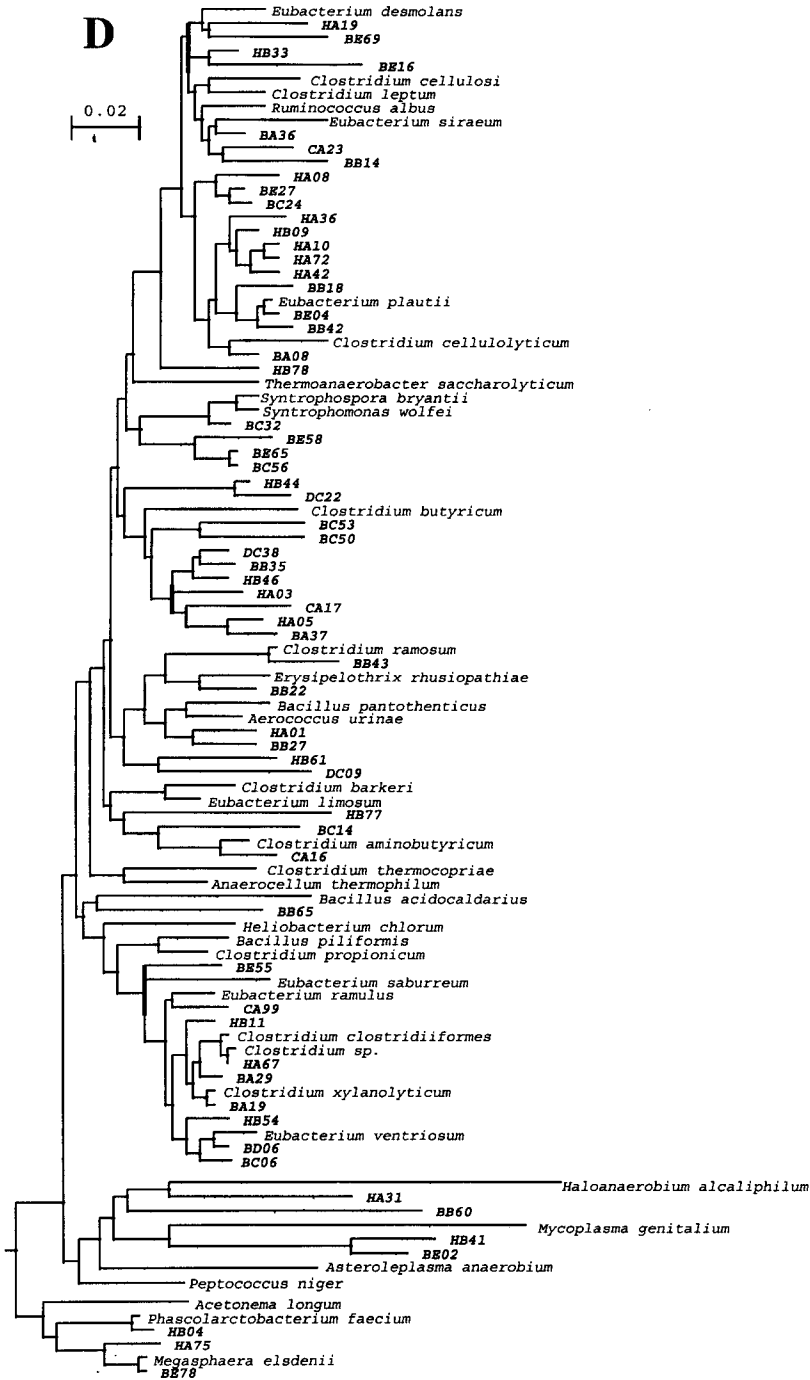 D
0.02
Eubacterium desmolans
HA19
BE69
HB33
BE16
Clostridium cellulosi
Clostridium leptum
Ruminococcus albus
Eubacterium siraeum
BA36
CA23
BB14
HA08
BE27
BC24
HA36
HB09
HA10
HA72
HA42
BB18
Eubacterium plautii
BE04
BB42
Clostridium cellulolyticum
BA08
HB78
Thermoanaerobacter saccharolyticum
Syntrophospora bryantii
Syntrophomonas wolfei
BC32
BE58
BE65
BC56
HB44
DC22
Clostridium butyricum
BC53
BC50
DC38
BB35
HB46
HA03
CA17
HA05
BA37
Clostridium ramosum
BB43
Erysipelothrix rhusiopathiae
BB22
Bacillus pantothenticus
Aerococcus urinae
HA01
BB27
HB61
DC09
Clostridium barkeri
Eubacterium limosum
HB77
BC14
Clostridium aminobutyricum
CA16
Clostridium thermocopriae
Anaerocellum thermophilum
Bacillus acidocaldarius
BB65
Heliobacterium chlorum
Bacillus piliformis
Clostridium propionicum
BE55
Eubacterium saburreum
Eubacterium ramulus
CA99
HB11
Clostridium clostridiiformes
Clostridium sp.
HA67
BA29
Clostridium xylanolyticum
BA19
HB54
Eubacterium ventriosum
BD06
BC06
Haloanaerobium alcaliphilum
HA31
BB60
Mycoplasma genitalium
HB41
BE02
Asteroleplasma anaerobium
Peptococcus niger
Acetonema longum
Phascolarctobacterium faecium
HB04
HA75
Megasphaera elsdenii
BE78